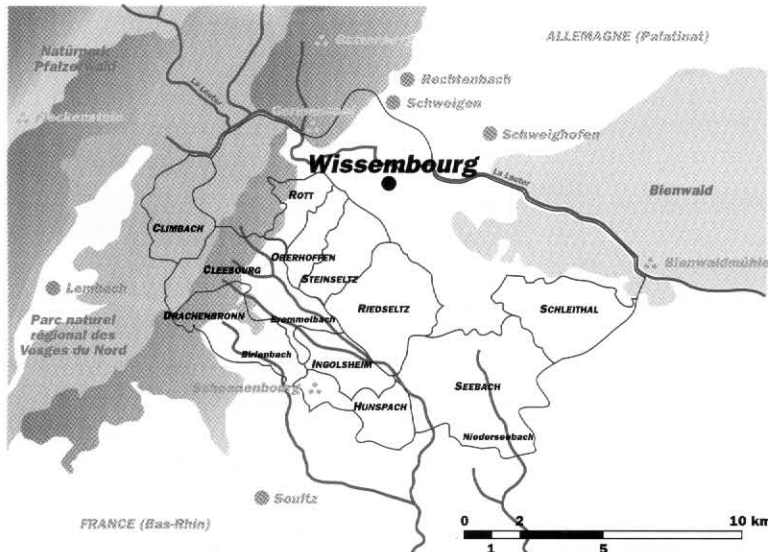 ALLEMAGNE (Palatinat)
Naturpark
Pfälzerwald
La Lauter
Rechtenbach
Schweigen
Fleckenstein
Schweighofen
Wissembourg
La Lauter
Bienwald
ROTT
CLIMBACH
OBERHOFFEN
CLEEBOURG
STEINSELTZ
Bienwaldmühle
Lembach
DRACHENBRONN
Bremmelbach
RIEDSELTZ
SCHLEITHAL
Parc naturel
régional des
Vosges du Nord
Birlenbach
INGOLSHEIM
Schoenenbourg
SEEBACH
HUNSPACH
Niederseebach
Soultz
FRANCE (Bas-Rhin)
0 2 10 km
1 5